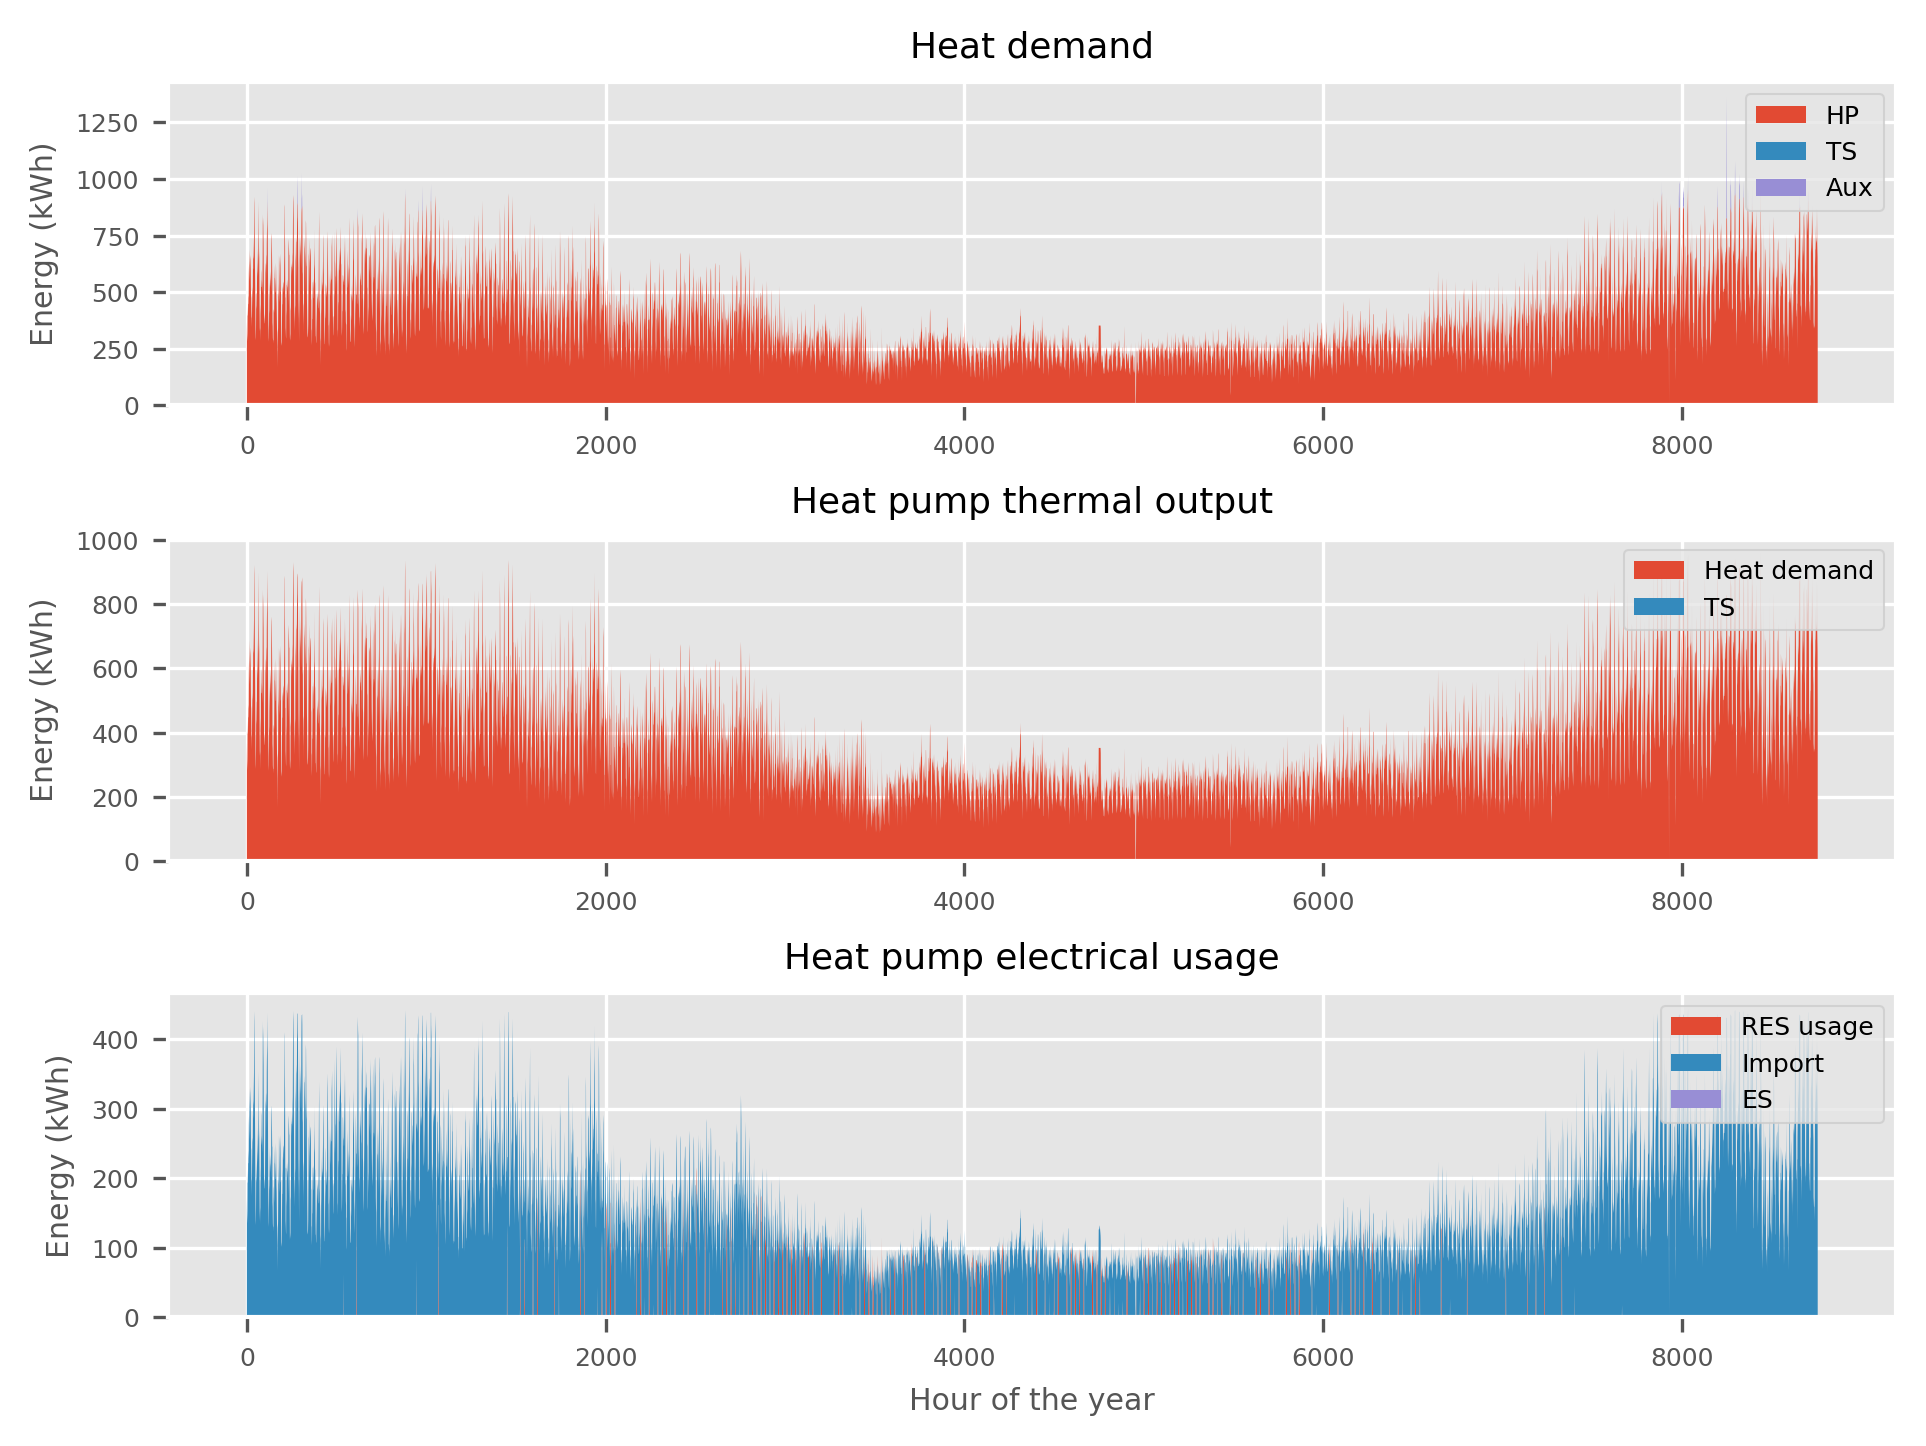 Heat demand
Energy (kWh)
1250
1000
750
500
250
0
HP
TS
Aux
0 2000 4000 6000 8000
Heat pump thermal output
Energy (kWh)
1000
800
600
400
200
0
Heat demand
TS
0 2000 4000 6000 8000
Heat pump electrical usage
Energy (kWh)
400
300
200
100
0
RES usage
Import
ES
0 2000 4000 6000 8000
Hour of the year